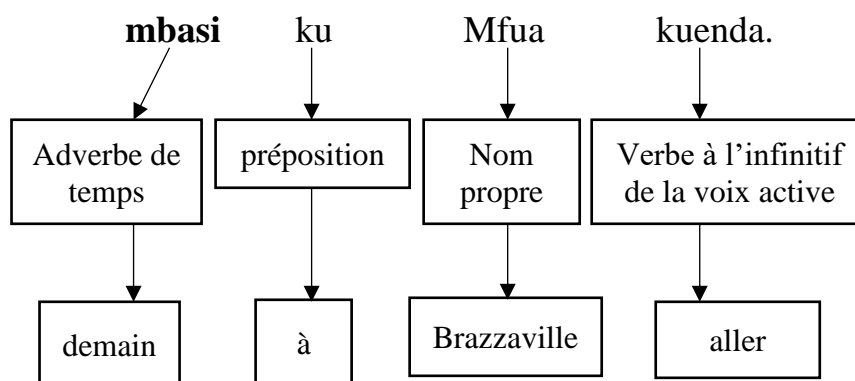 mbasi ku Mfua kuenda.
Adverbe de temps
préposition
Nom propre
Verbe à l’infinitif de la voix active
demain
à
Brazzaville
aller